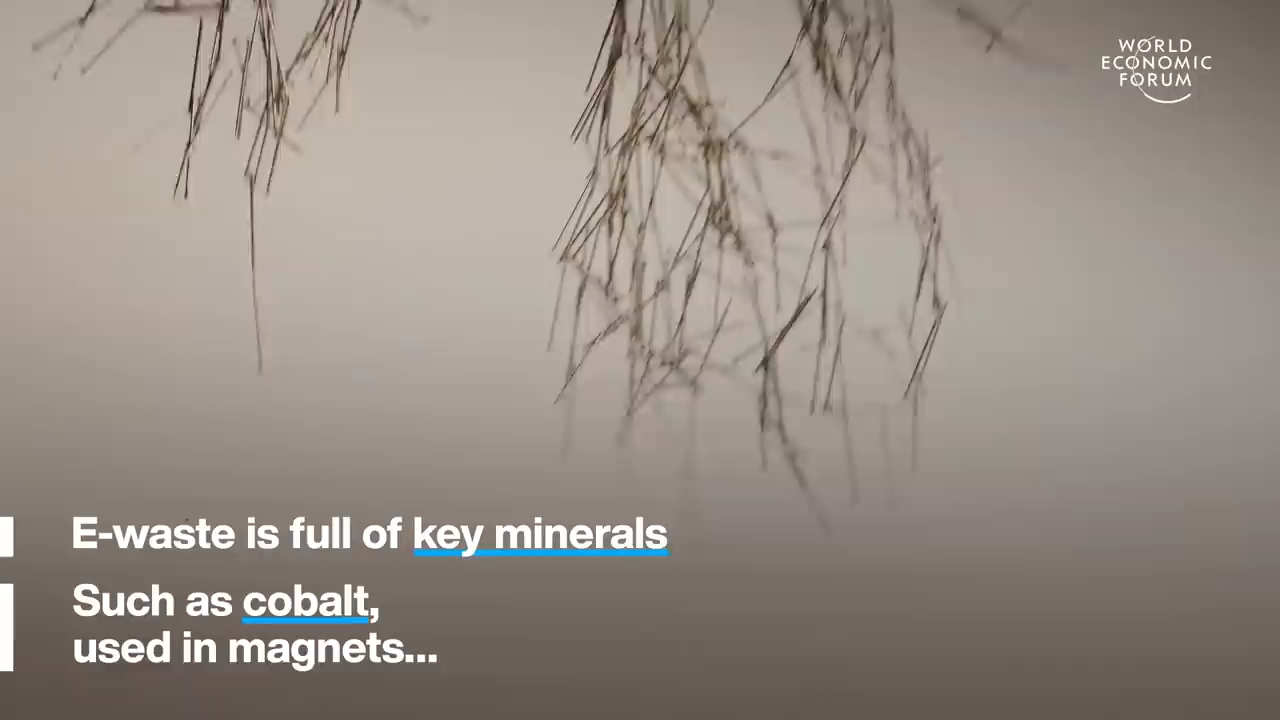 WORLD
ECONOMIC
FORUM
E-waste is full of key minerals
Such as cobalt,
used in magnets...